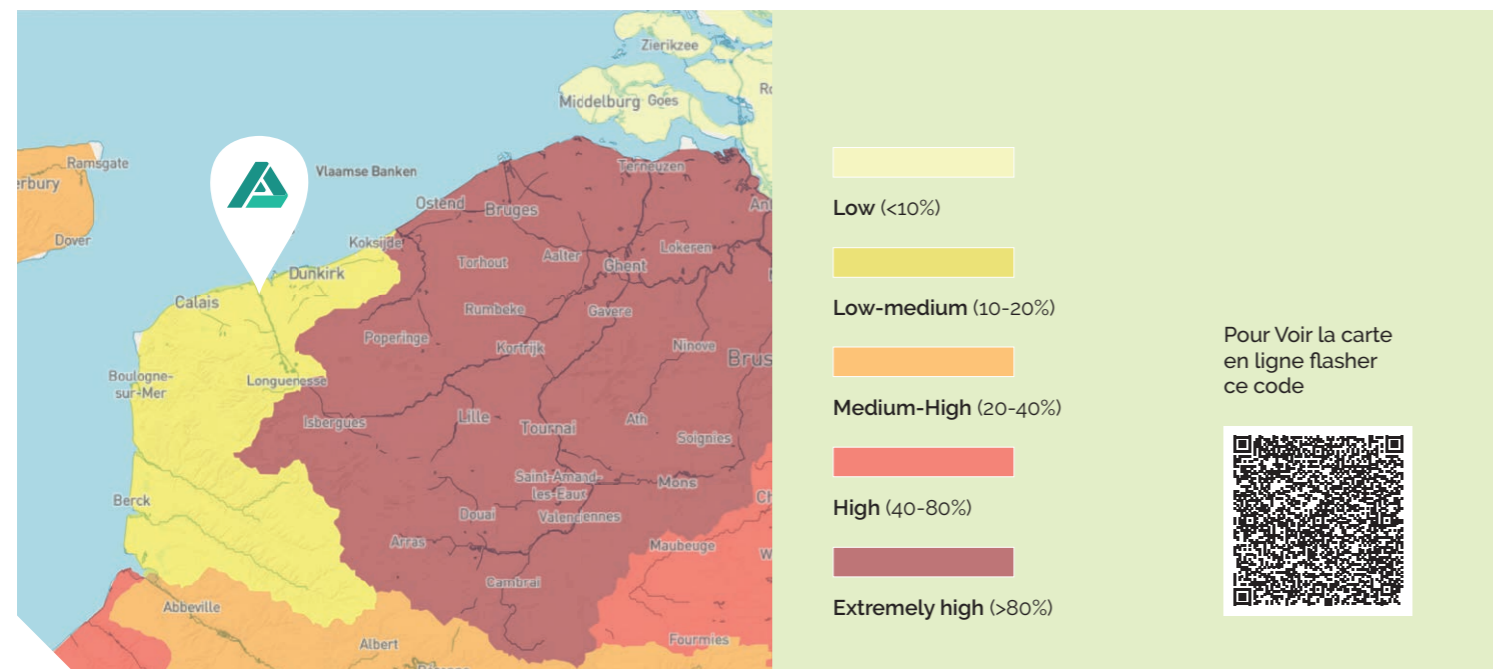 Zierikzee
Middelburg Goes
Ramsgate
erbury
Vlaamse Banken
Terneuzen
Ostend
Bruges
Dover
Koksijde
Lokeren
Torhout
Aalter
Ghent
Dunkirk
Calais
Rumbeke
Gavere
Poperinge
Kortrijk
Ninove
Brus
Boulogne-
sur-Mer
Longuenesse
Isbergues
Lille
Tournai
Ath
Soignies
Saint-Amand-
les-Eaux
Mons
Berck
Douai
Valenciennes
Arras
Maubeuge
Cambrai
Abbeville
Albert
Fourmies
Low (<10%)
Low-medium (10-20%)
Medium-High (20-40%)
High (40-80%)
Extremely high (>80%)
Pour Voir la carte
en ligne flasher
ce code